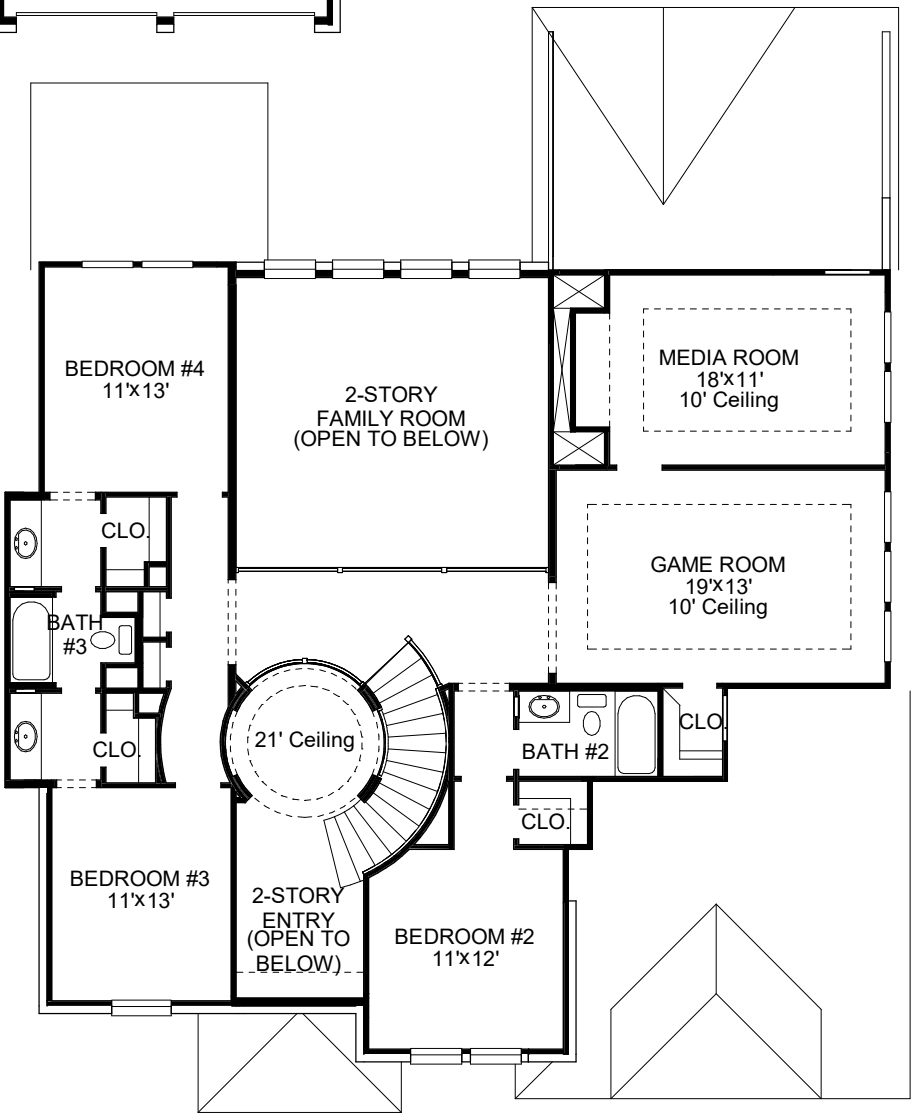 BEDROOM #4
11'x13'
2-STORY
FAMILY ROOM
(OPEN TO BELOW)
MEDIA ROOM
18'x11'
10' Ceiling
CLO.
GAME ROOM
19'x13'
10' Ceiling
BATH
#3
CLO.
21' Ceiling
CLO.
BATH #2
CLO.
BEDROOM #3
11'x13'
2-STORY
ENTRY
(OPEN TO
BELOW)
BEDROOM #2
11'x12'